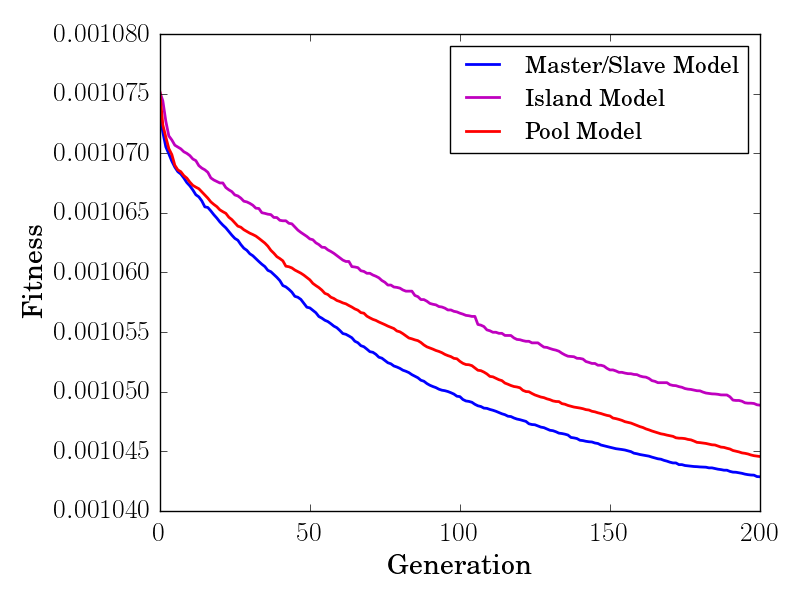 0.001080
0.001075
0.001070
0.001065
0.001060
0.001055
0.001050
0.001045
0.001040
Fitness
Master/Slave Model
Island Model
Pool Model
0 50 100 150 200
Generation